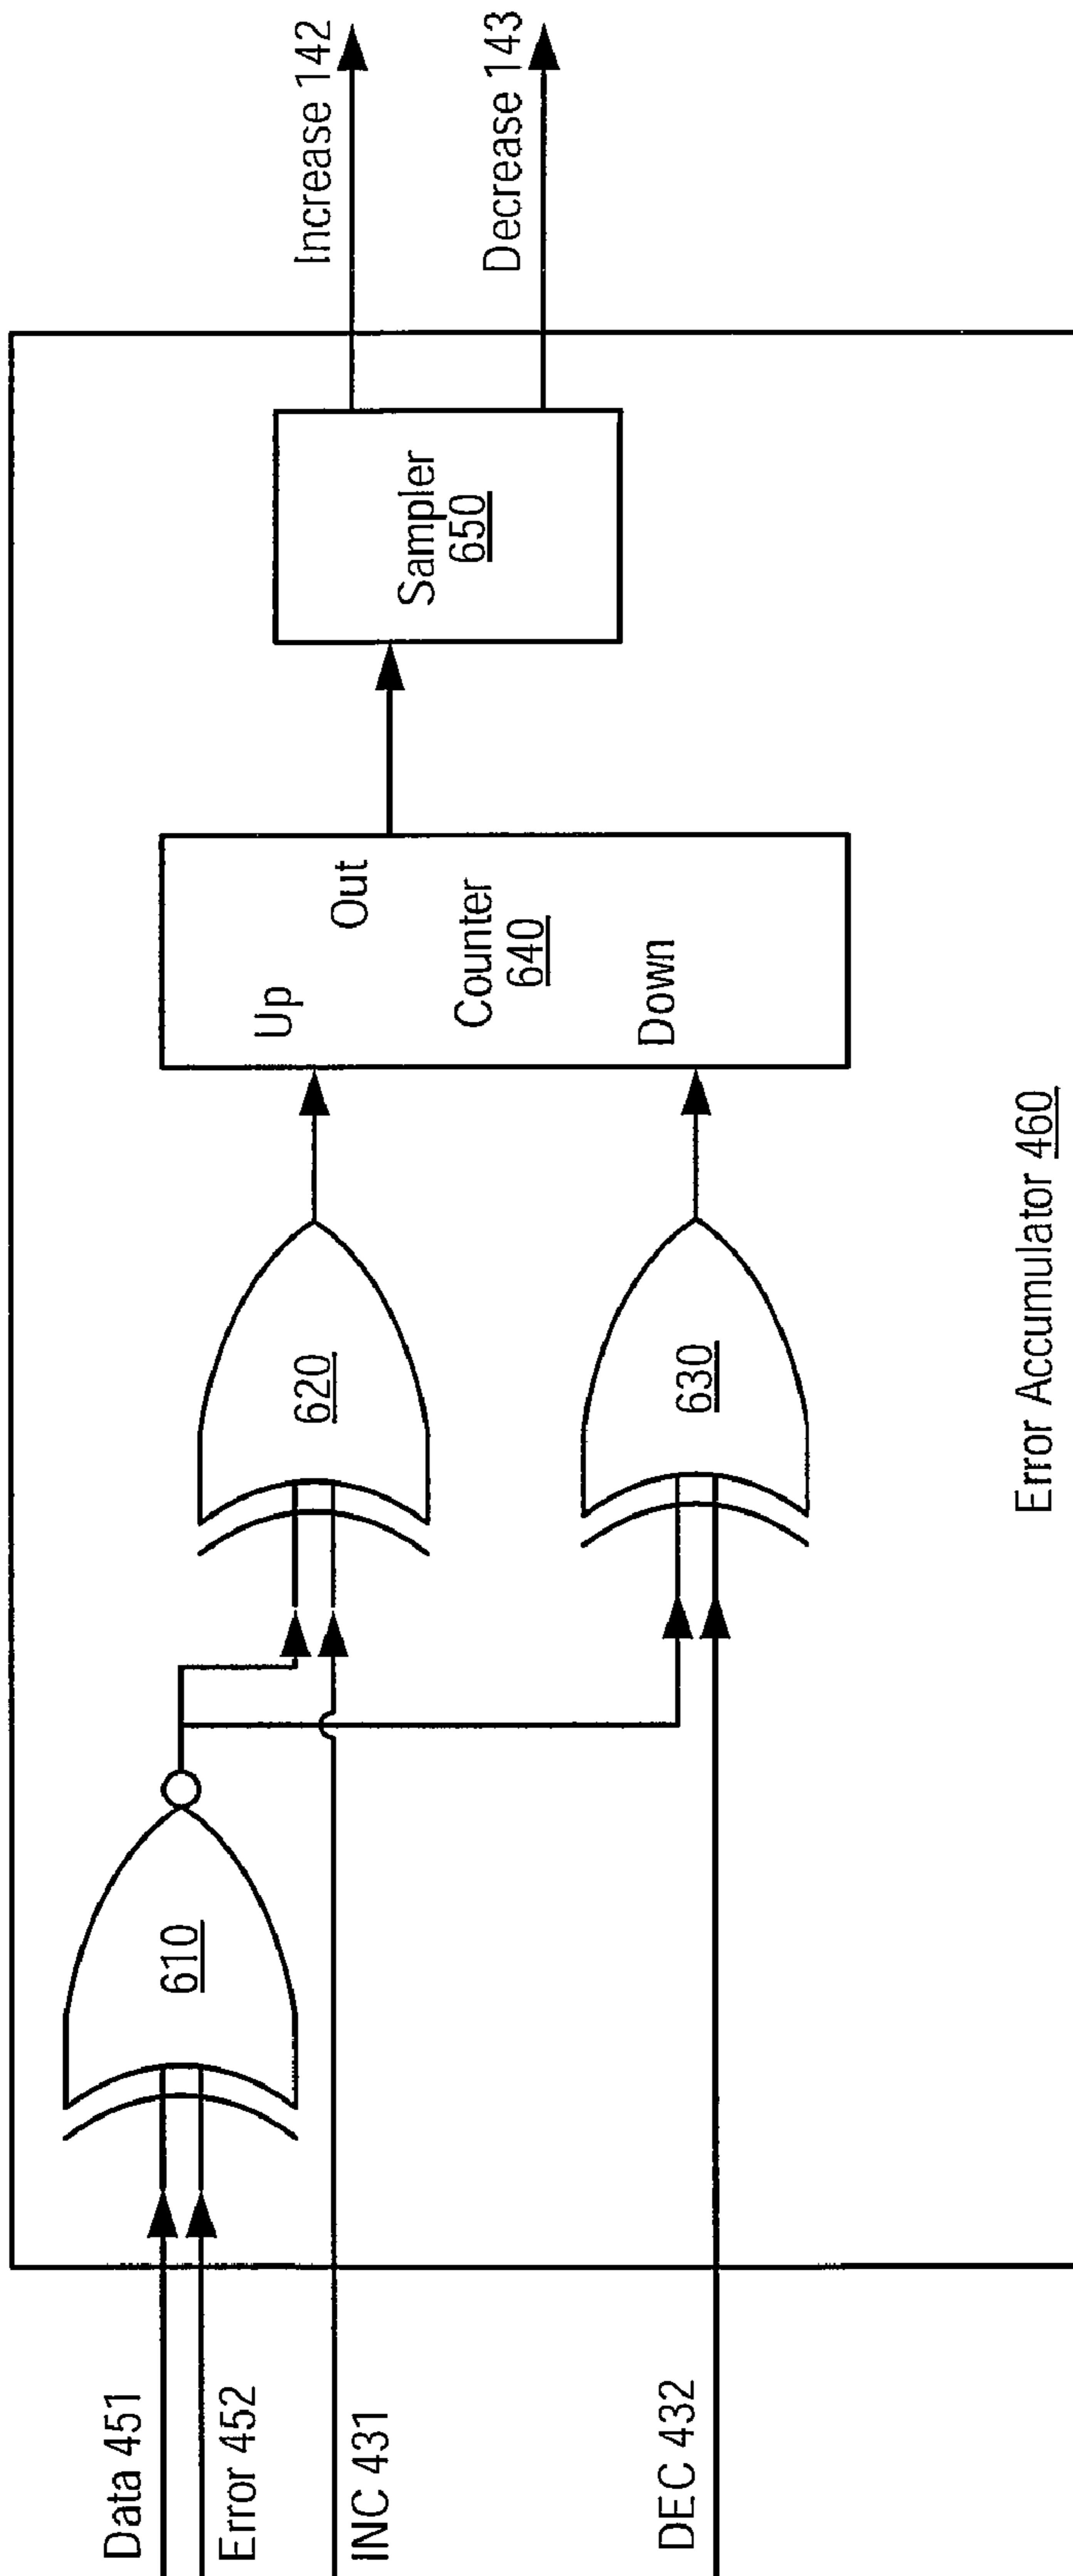 Data 451
Error 452
INC 431
DEC 432
610
620
630
Up
Out
Counter
640
Down
Sampler
650
Increase 142
Decrease 143
Error Accumulator 460